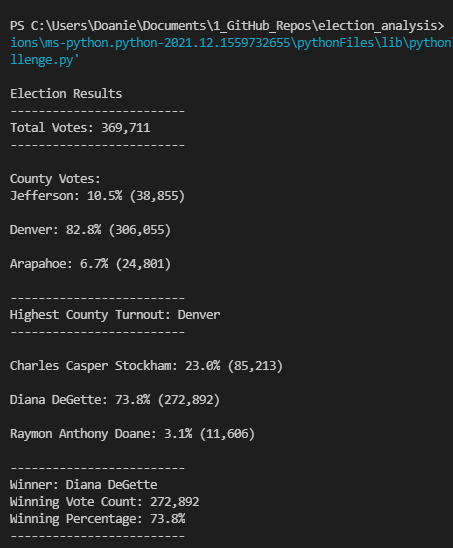 PS C:\Users\Doanie\Documents\1_GitHub_Repos\election_analysis>
ions\ms-python.python-2021.12.1559732655\pythonFiles\lib\python\
llenge.py'
Election Results
-------------------------
Total Votes: 369,711
-------------------------
County Votes:
Jefferson: 10.5% (38,855)
Denver: 82.8% (306,055)
Arapahoe: 6.7% (24,801)
-------------------------
Highest County Turnout: Denver
-------------------------
Charles Casper Stockham: 23.0% (85,213)
Diana DeGette: 73.8% (272,892)
Raymon Anthony Doane: 3.1% (11,606)
-------------------------
Winner: Diana DeGette
Winning Vote Count: 272,892
Winning Percentage: 73.8%
-------------------------